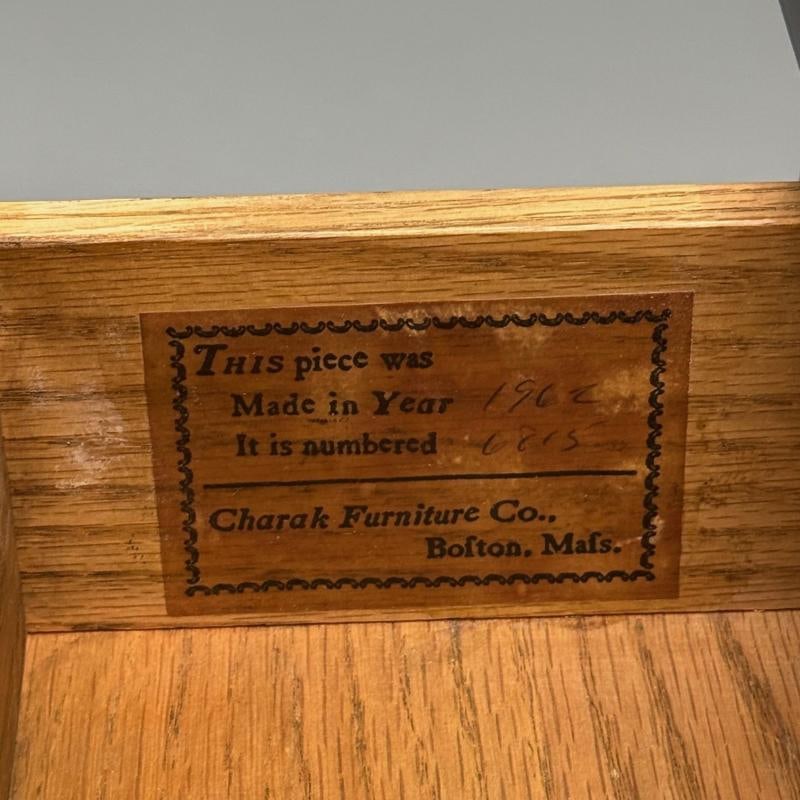 THIS piece was
Made in Year 1962
It is numbered 6815
Charak Furniture Co.,
Boſton, Maſs.